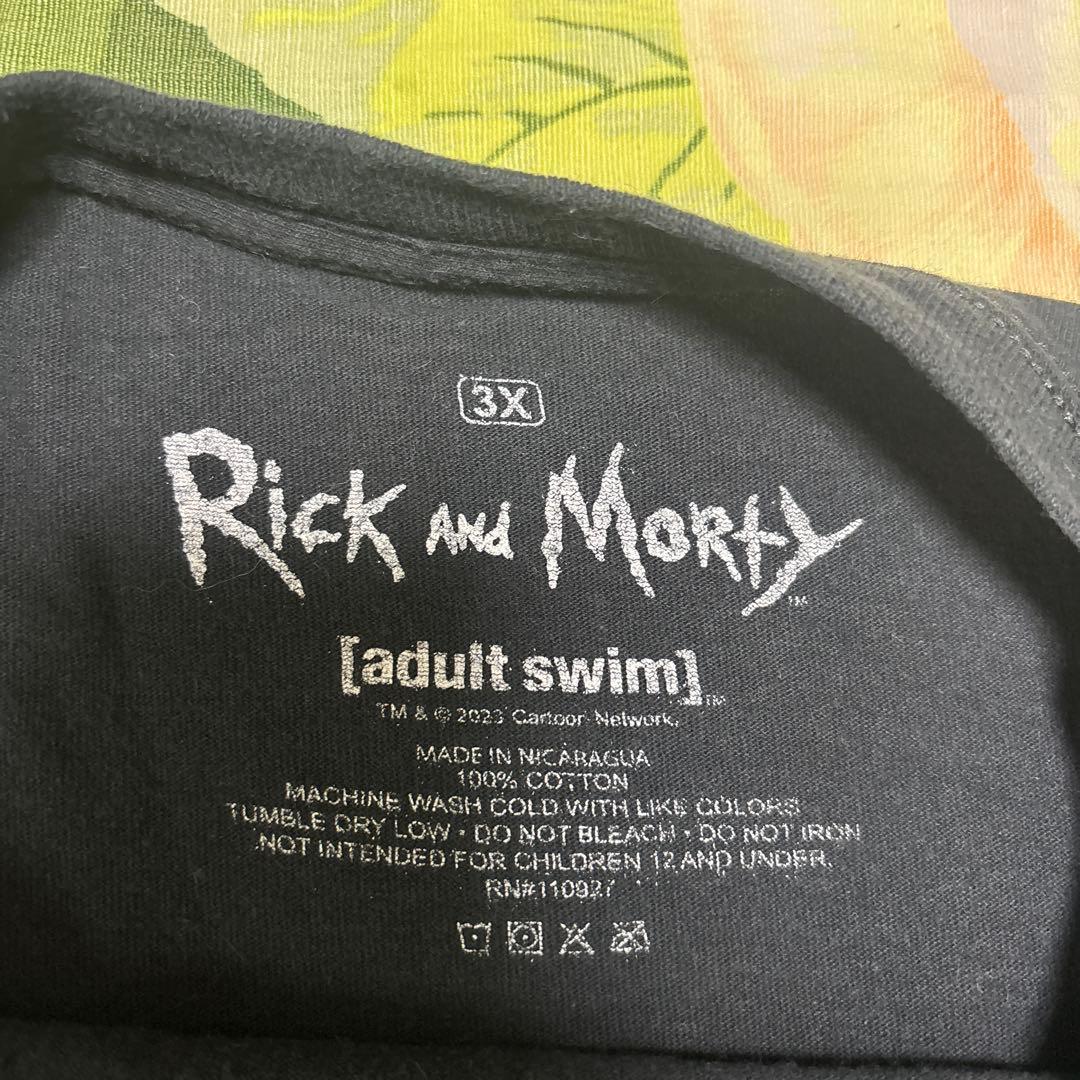 3X
Rick and Morty
TM
[adult swim]
TM
TM & © 2023 Cartoon Network.
MADE IN NICARAGUA
100% COTTON
MACHINE WASH COLD WITH LIKE COLORS
TUMBLE DRY LOW • DO NOT BLEACH • DO NOT IRON
NOT INTENDED FOR CHILDREN 12 AND UNDER.
RN#110927